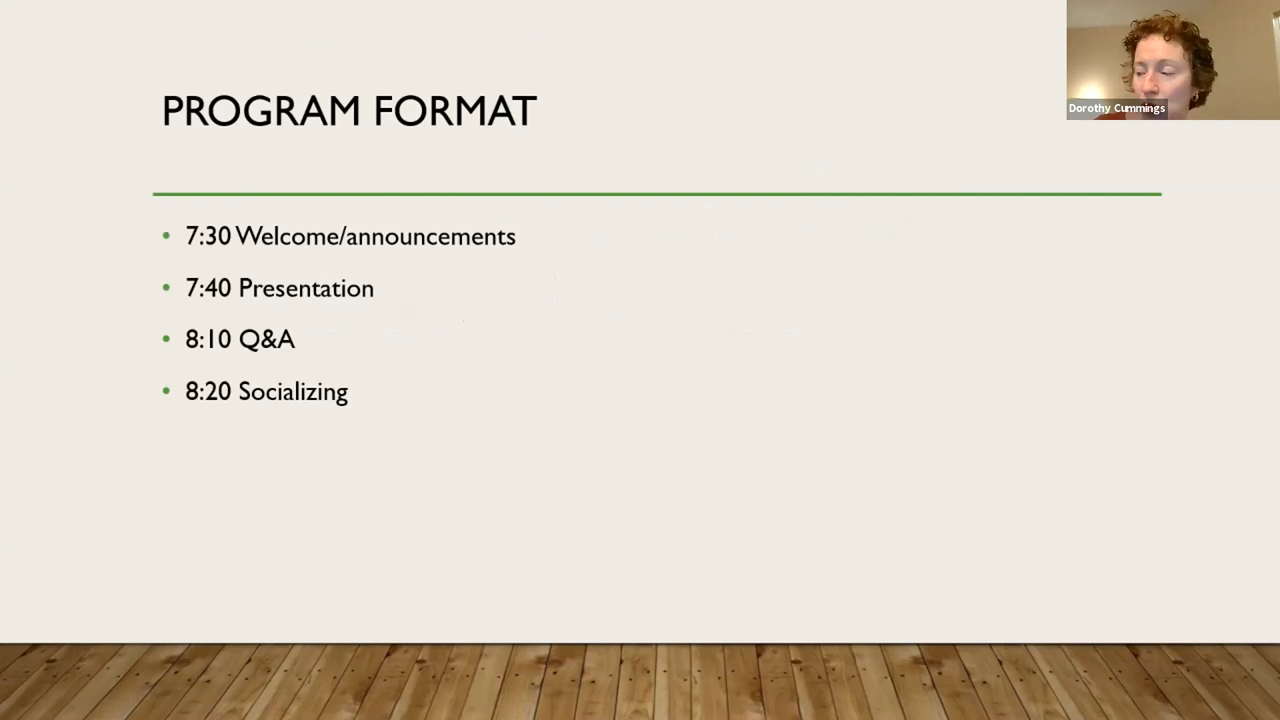 PROGRAM FORMAT
Dorothy Cummings
• 7:30 Welcome/announcements
• 7:40 Presentation
• 8:10 Q&A
• 8:20 Socializing